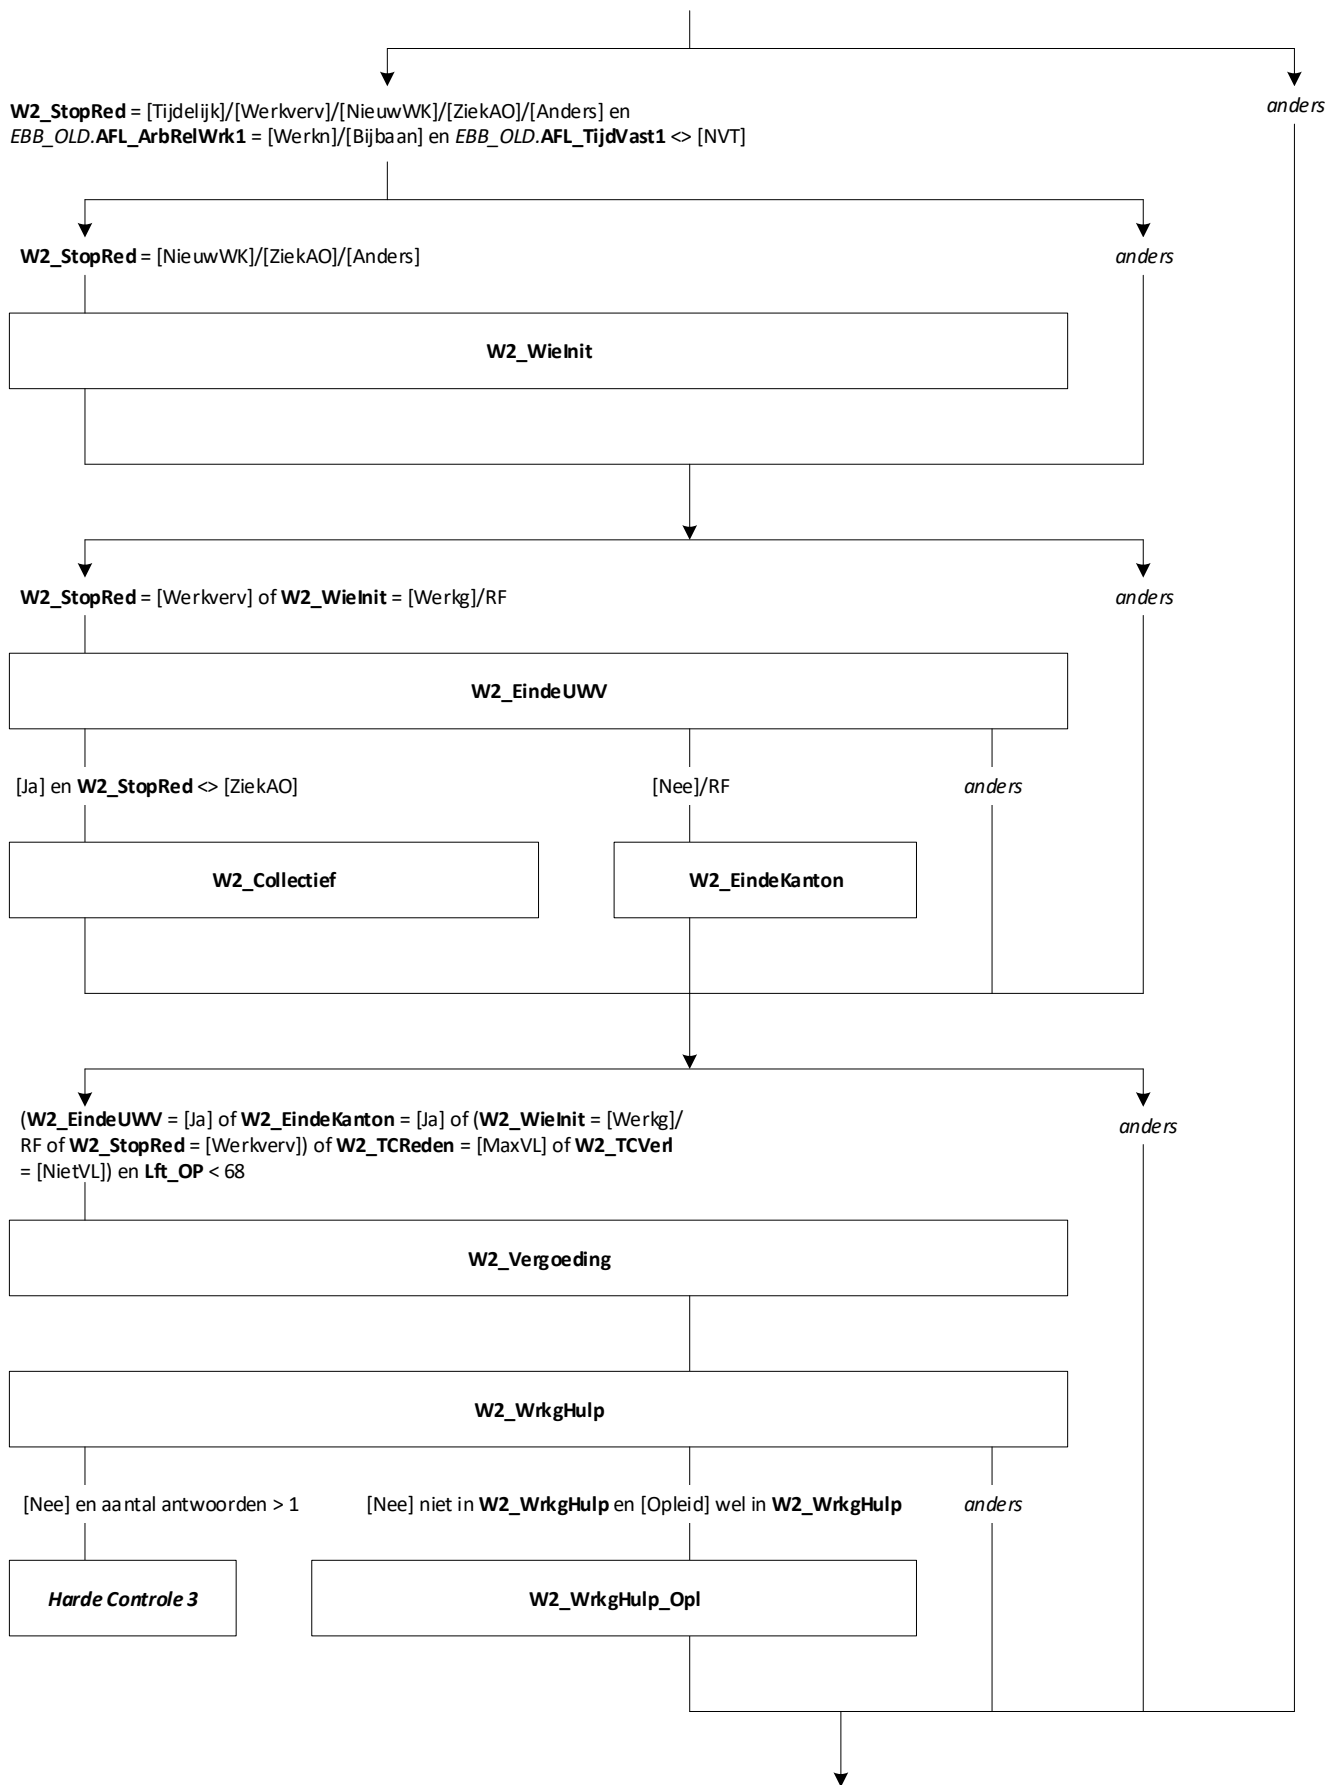 W2_StopRed = [Tijdelijk]/[Werkverv]/[NieuwWK]/[ZiekAO]/[Anders] en
EBB_OLD.AFL_ArbRelWrk1 = [Werkn]/[Bijbaan] en EBB_OLD.AFL_TijdVast1 <> [NVT]
anders
W2_StopRed = [NieuwWK]/[ZiekAO]/[Anders]
anders
W2_WieInit
W2_StopRed = [Werkverv] of W2_WieInit = [Werkg]/RF
anders
W2_EindeUWV
[Ja] en W2_StopRed <> [ZiekAO]
[Nee]/RF
anders
W2_Collectief
W2_EindeKanton
(W2_EindeUWV = [Ja] of W2_EindeKanton = [Ja] of (W2_WieInit = [Werkg]/
RF of W2_StopRed = [Werkverv]) of W2_TCReden = [MaxVL] of W2_TCVerl
= [NietVL]) en Lft_OP < 68
anders
W2_Vergoeding
W2_WrkgHulp
[Nee] en aantal antwoorden > 1
[Nee] niet in W2_WrkgHulp en [Opleid] wel in W2_WrkgHulp
anders
Harde Controle 3
W2_WrkgHulp_Opl